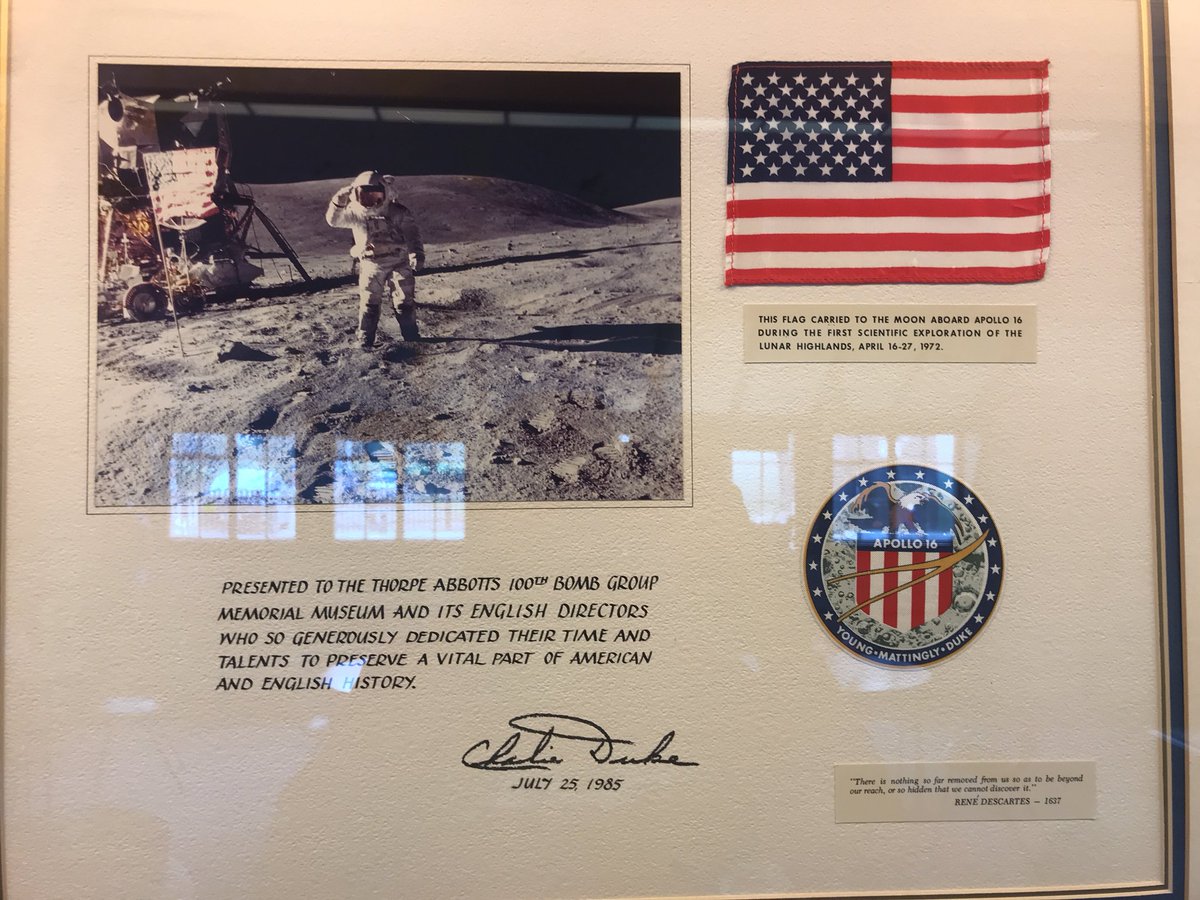 THIS FLAG CARRIED TO THE MOON ABOARD APOLLO 16
DURING THE FIRST SCIENTIFIC EXPLORATION OF THE
LUNAR HIGHLANDS, APRIL 16-27, 1972.
APOLLO 16
YOUNG•MATTINGLY•DUKE
PRESENTED TO THE THORPE ABBOTTS 100TH BOMB GROUP
MEMORIAL MUSEUM AND ITS ENGLISH DIRECTORS
WHO SO GENEROUSLY DEDICATED THEIR TIME AND
TALENTS TO PRESERVE A VITAL PART OF AMERICAN
AND ENGLISH HISTORY.
Charlie Duke
JULY 25, 1985
"There is nothing so far removed from us so as to be beyond
our reach, or so hidden that we cannot discover it."
RENÉ DESCARTES — 1637